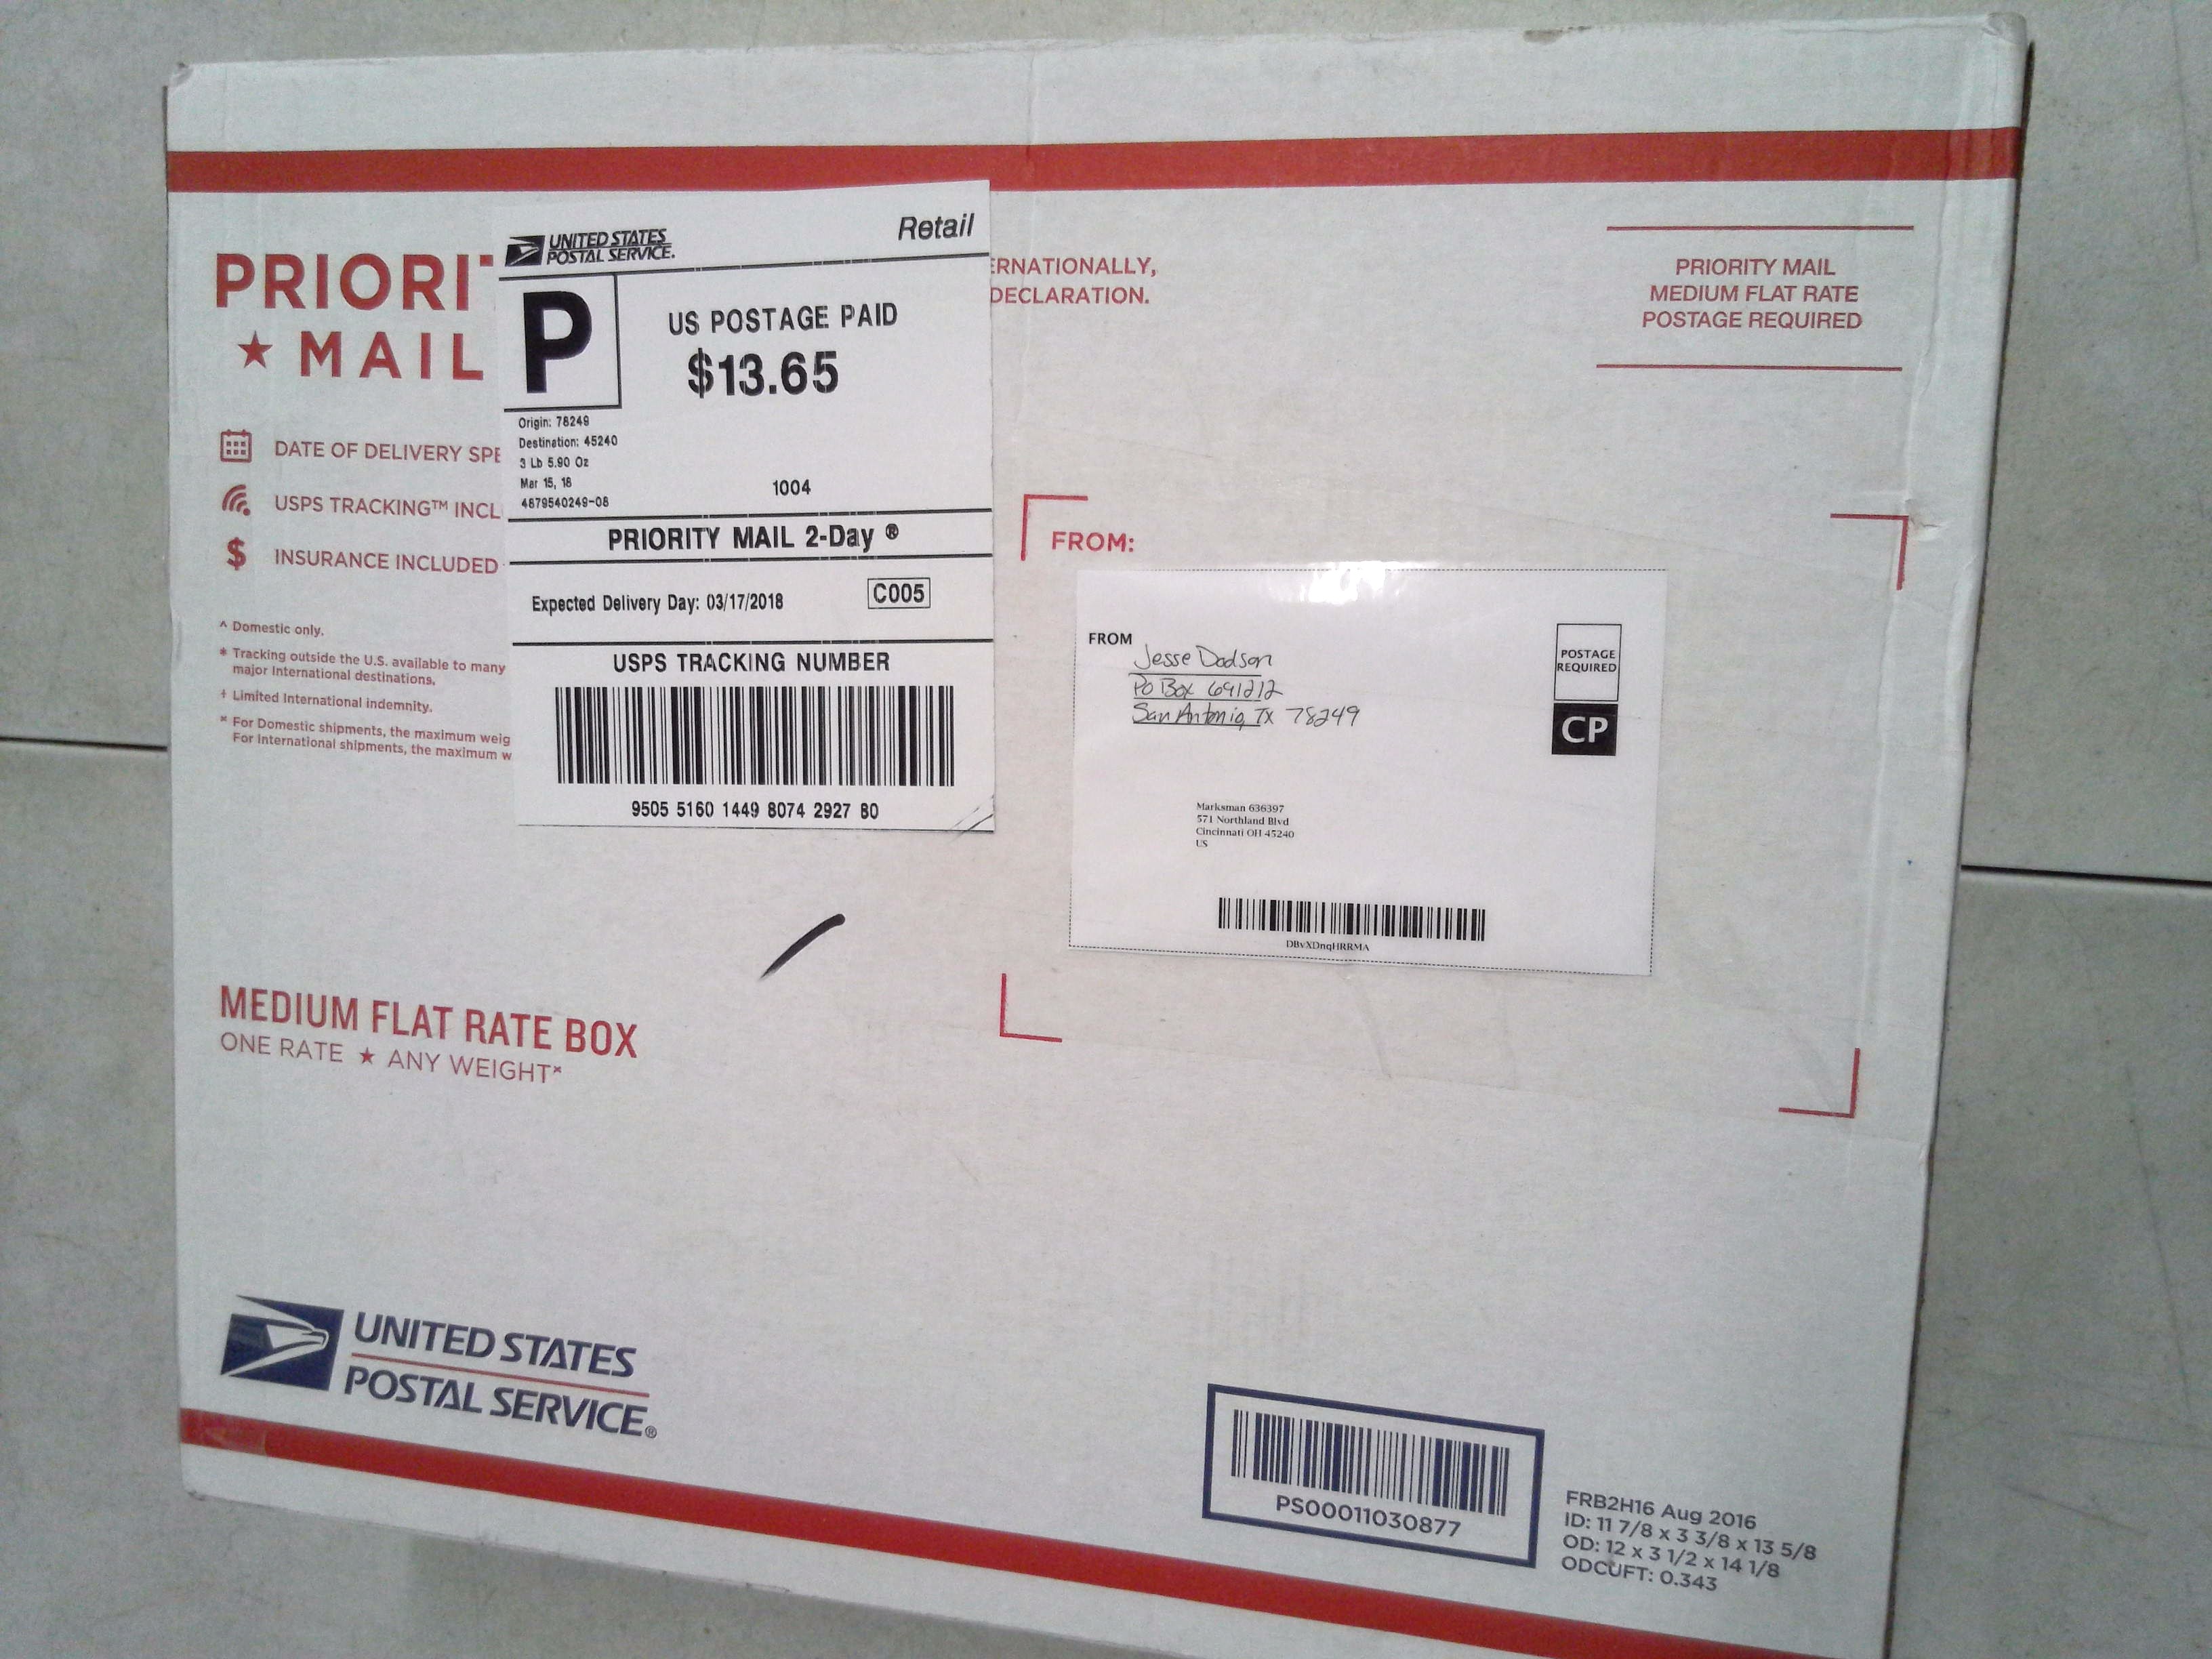 PRIORI
★ MAIL
DATE OF DELIVERY SPE
USPS TRACKING™ INCL
$ INSURANCE INCLUDED
^ Domestic only.
* Tracking outside the U.S. available to many
major International destinations.
† Limited International indemnity.
* For Domestic shipments, the maximum weig
For International shipments, the maximum w
UNITED STATES
POSTAL SERVICE.
Retail
P
US POSTAGE PAID
$13.65
Origin: 78249
Destination: 45240
3 Lb 5.90 Oz
Mar 15, 18
4879540249-08
1004
PRIORITY MAIL 2-Day ®
Expected Delivery Day: 03/17/2018
C005
USPS TRACKING NUMBER
9505 5160 1449 8074 2927 80
ERNATIONALLY,
DECLARATION.
PRIORITY MAIL
MEDIUM FLAT RATE
POSTAGE REQUIRED
FROM:
FROM
Jesse Dodson
PO Box 691212
San Antonio, TX 78249
POSTAGE
REQUIRED
CP
Marksman 636397
571 Northland Blvd
Cincinnati OH 45240
US
DBvXDnqHRRMA
MEDIUM FLAT RATE BOX
ONE RATE ★ ANY WEIGHT*
UNITED STATES
POSTAL SERVICE®
PS00011030877
FRB2H16 Aug 2016
ID: 11 7/8 x 3 3/8 x 13 5/8
OD: 12 x 3 1/2 x 14 1/8
ODCUFT: 0.343